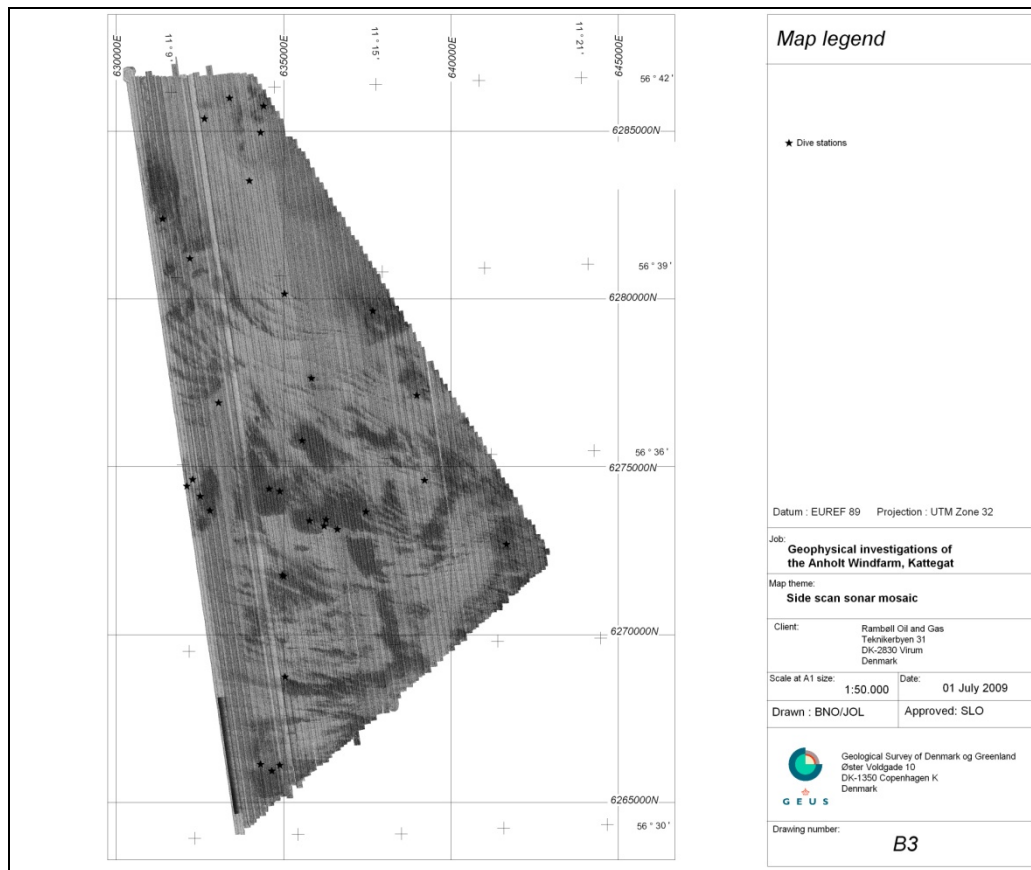 630000E
11 ° 9 '
635000E
11 ° 15 '
640000E
11 ° 21 '
645000E
56 ° 42 '
6285000N
56 ° 39 '
6280000N
56 ° 36 '
6275000N
6270000N
6265000N
56 ° 30 '
Map legend
Dive stations
Datum : EUREF 89 Projection : UTM Zone 32
Job:
Geophysical investigations of
the Anholt Windfarm, Kattegat
Map theme:
Side scan sonar mosaic
Client:
Rambøll Oil and Gas
Teknikerbyen 31
DK-2830 Virum
Denmark
Scale at A1 size:
1:50.000
Date:
01 July 2009
Drawn : BNO/JOL
Approved: SLO
Geological Survey of Denmark og Greenland
Øster Voldgade 10
DK-1350 Copenhagen K
Denmark
G E U S
Drawing number:
B3